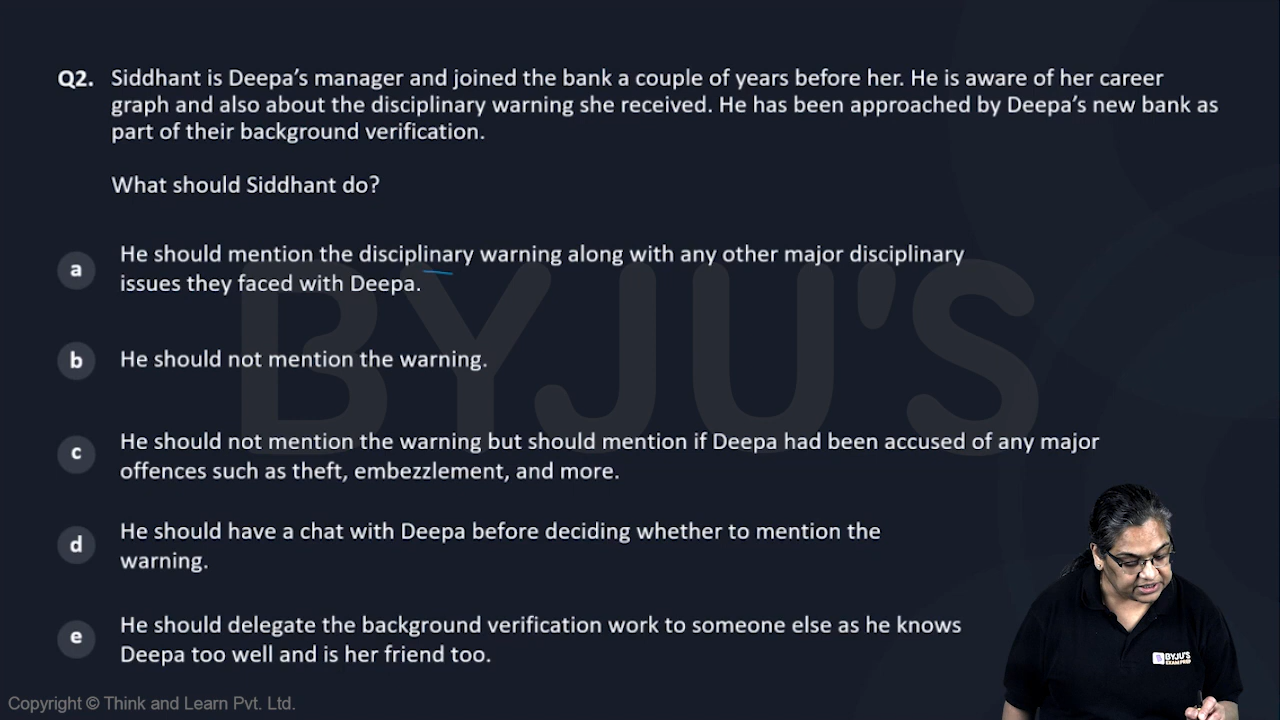 Q2. Siddhant is Deepa's manager and joined the bank a couple of years before her. He is aware of her career
graph and also about the disciplinary warning she received. He has been approached by Deepa's new bank as
part of their background verification.
What should Siddhant do?
a He should mention the disciplinary warning along with any other major disciplinary
issues they faced with Deepa.
b He should not mention the warning.
c He should not mention the warning but should mention if Deepa had been accused of any major
offences such as theft, embezzlement, and more.
d He should have a chat with Deepa before deciding whether to mention the
warning.
e He should delegate the background verification work to someone else as he knows
Deepa too well and is her friend too.
BYJU'S
BYJU'S
EXAM PREP
Copyright © Think and Learn Pvt. Ltd.